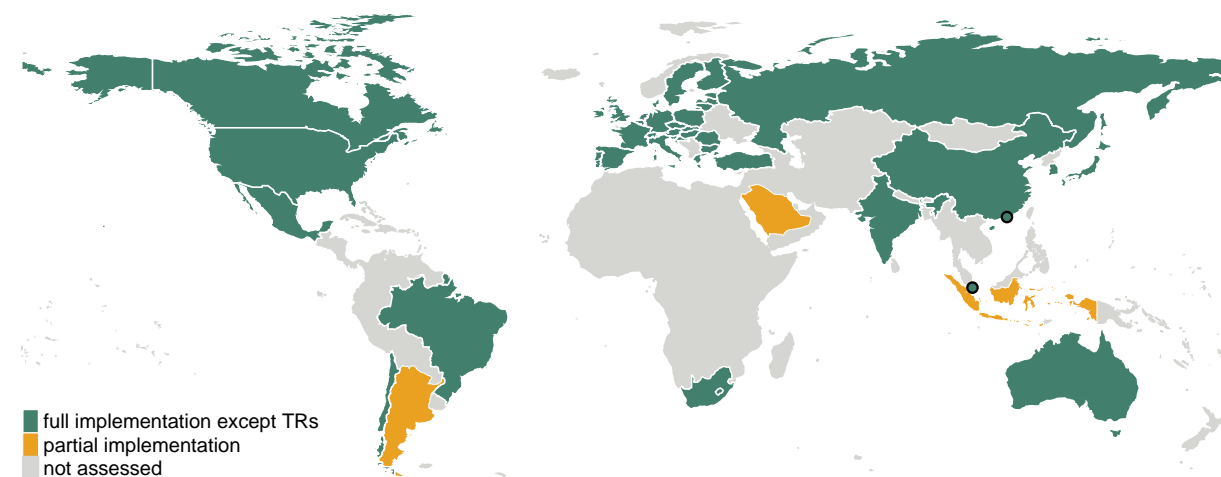 full implementation except TRs
partial implementation
not assessed